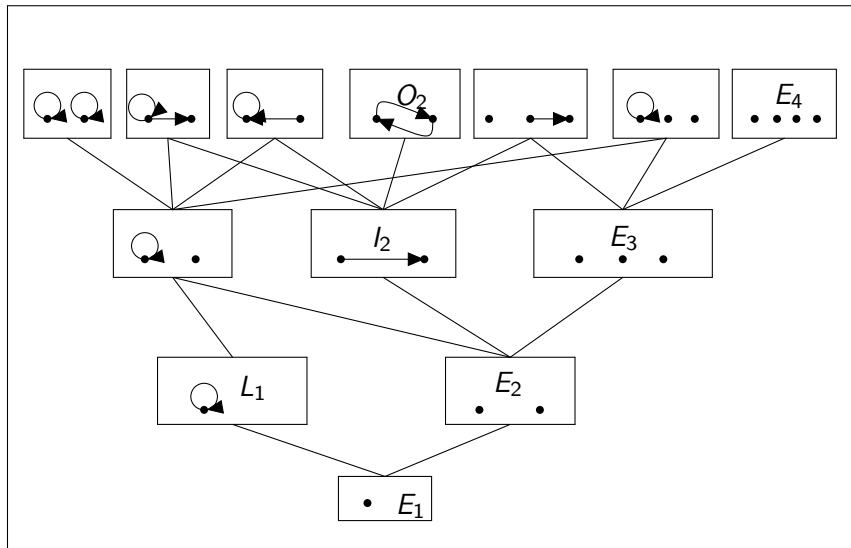 O₂
E₄
I₂
E₃
L₁
E₂
E₁